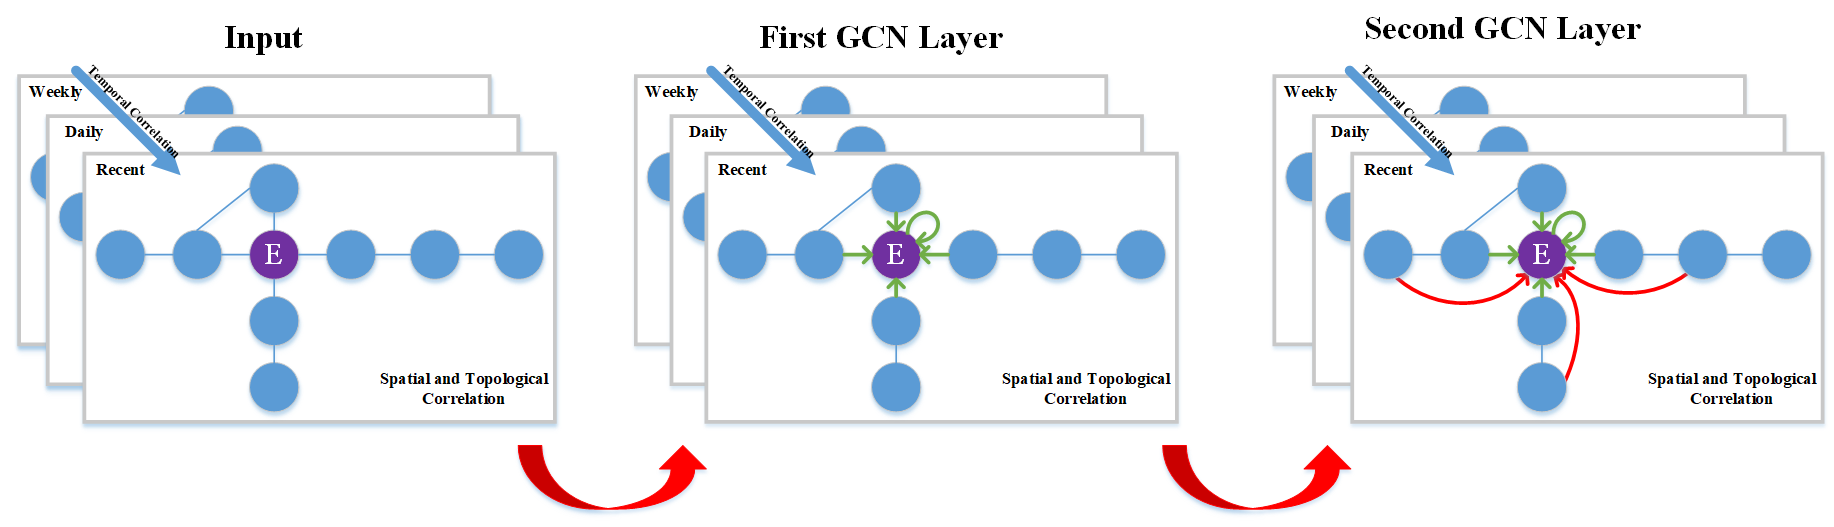 Input
Weekly
Temporal Correlation
Daily
Recent
E
Spatial and Topological
Correlation
First GCN Layer
Weekly
Temporal Correlation
Daily
Recent
E
Spatial and Topological
Correlation
Second GCN Layer
Weekly
Temporal Correlation
Daily
Recent
E
Spatial and Topological
Correlation